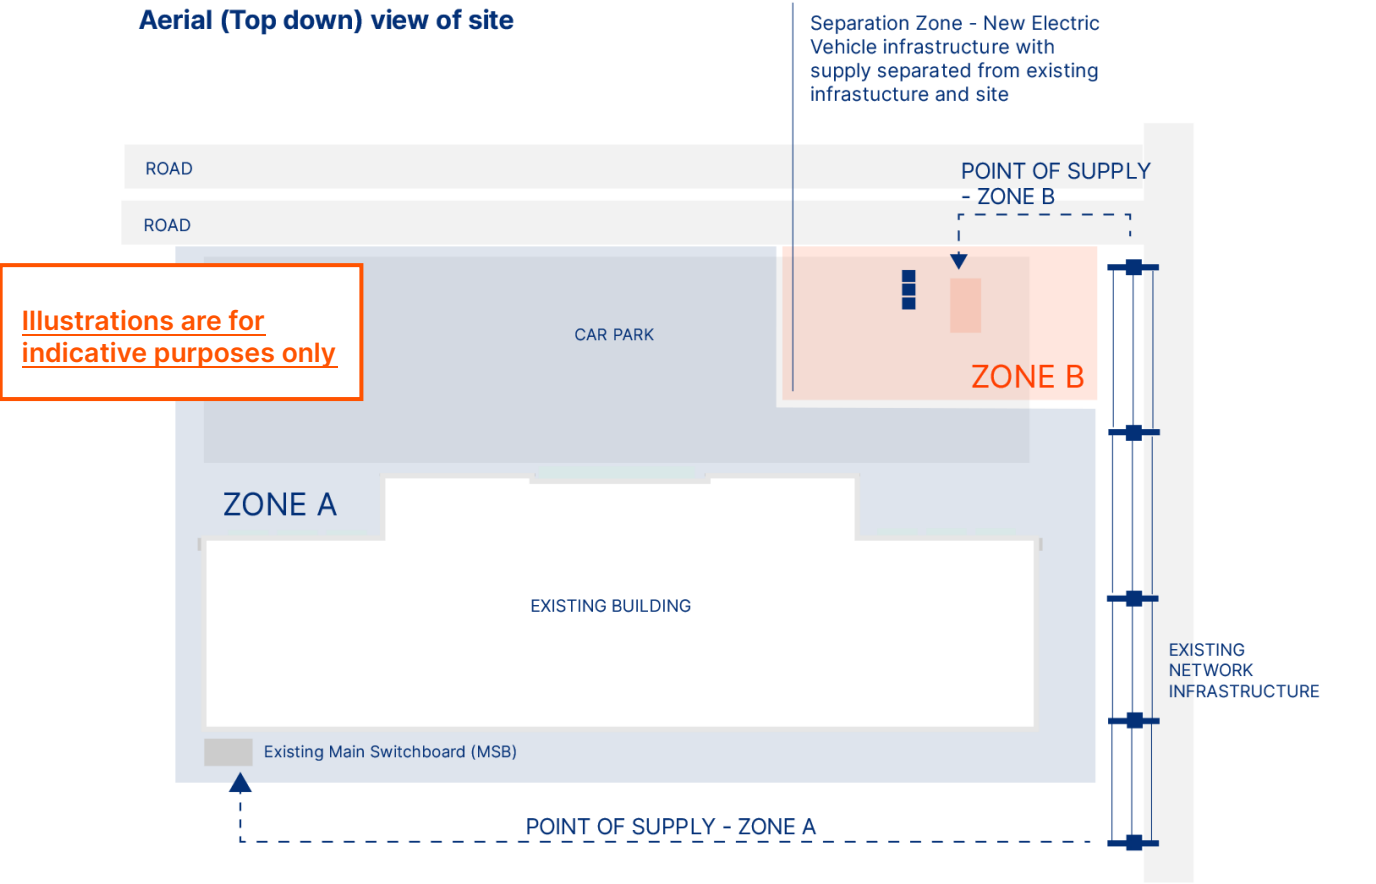 Aerial (Top down) view of site
Separation Zone - New Electric
Vehicle infrastructure with
supply separated from existing
infrastucture and site
ROAD
POINT OF SUPPLY
- ZONE B
ROAD
Illustrations are for
indicative purposes only
CAR PARK
ZONE B
ZONE A
EXISTING BUILDING
EXISTING
NETWORK
INFRASTRUCTURE
Existing Main Switchboard (MSB)
POINT OF SUPPLY - ZONE A